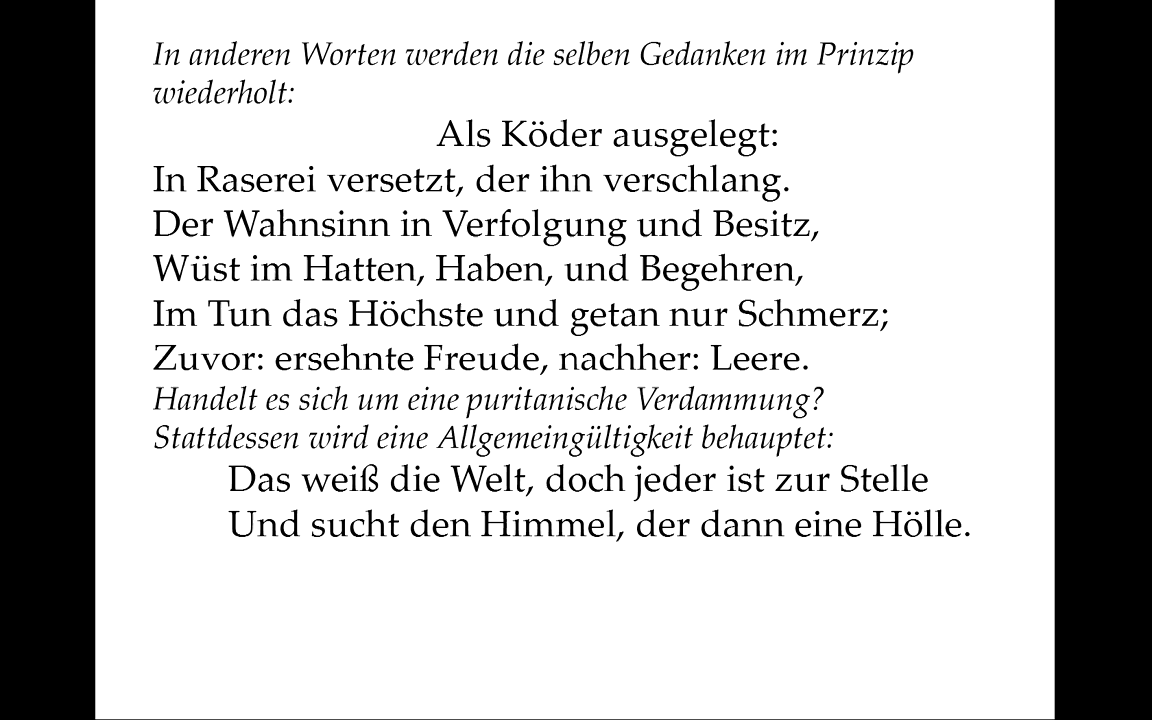 In anderen Worten werden die selben Gedanken im Prinzip
wiederholt:
Als Köder ausgelegt:
In Raserei versetzt, der ihn verschlang.
Der Wahnsinn in Verfolgung und Besitz,
Wüst im Hatten, Haben, und Begehren,
Im Tun das Höchste und getan nur Schmerz;
Zuvor: ersehnte Freude, nachher: Leere.
Handelt es sich um eine puritanische Verdammung?
Stattdessen wird eine Allgemeingültigkeit behauptet:
Das weiß die Welt, doch jeder ist zur Stelle
Und sucht den Himmel, der dann eine Hölle.